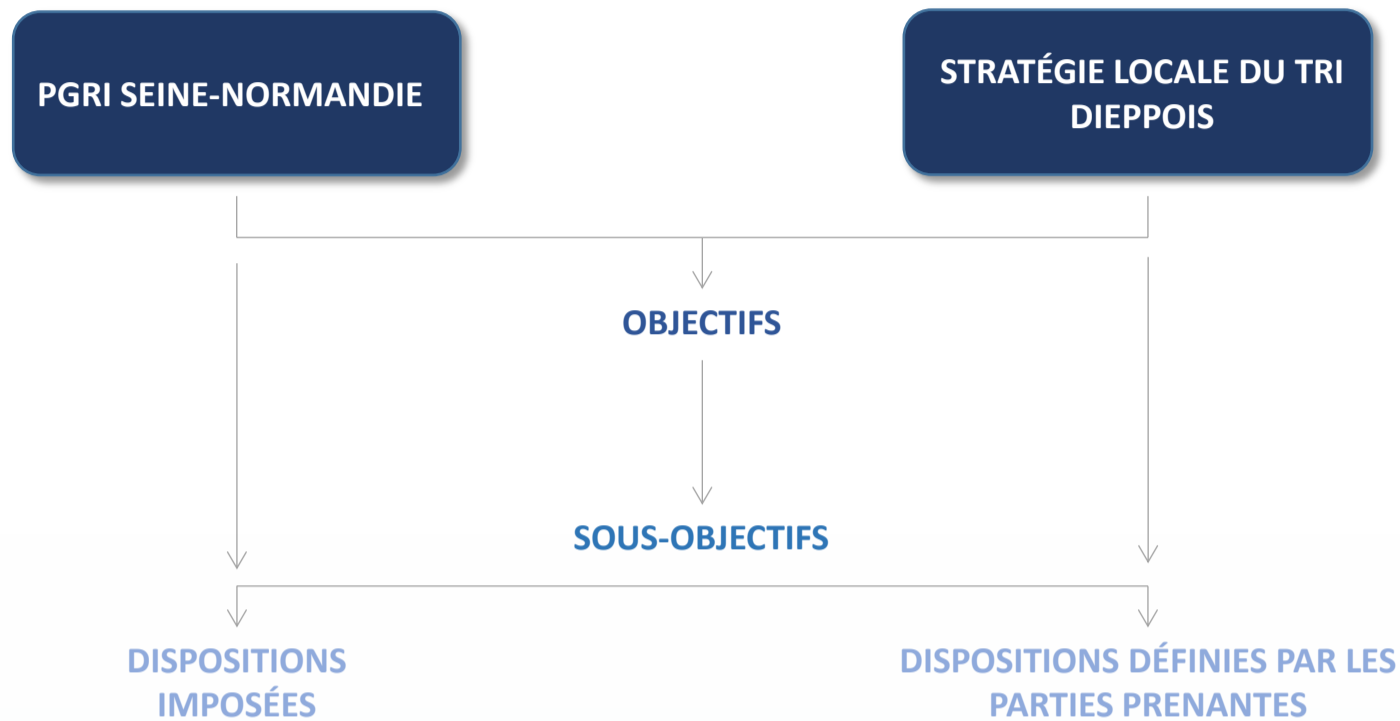 PGRI SEINE-NORMANDIE
STRATÉGIE LOCALE DU TRI
DIEPPOIS
OBJECTIFS
SOUS-OBJECTIFS
DISPOSITIONS
IMPOSÉES
DISPOSITIONS DÉFINIES PAR LES
PARTIES PRENANTES